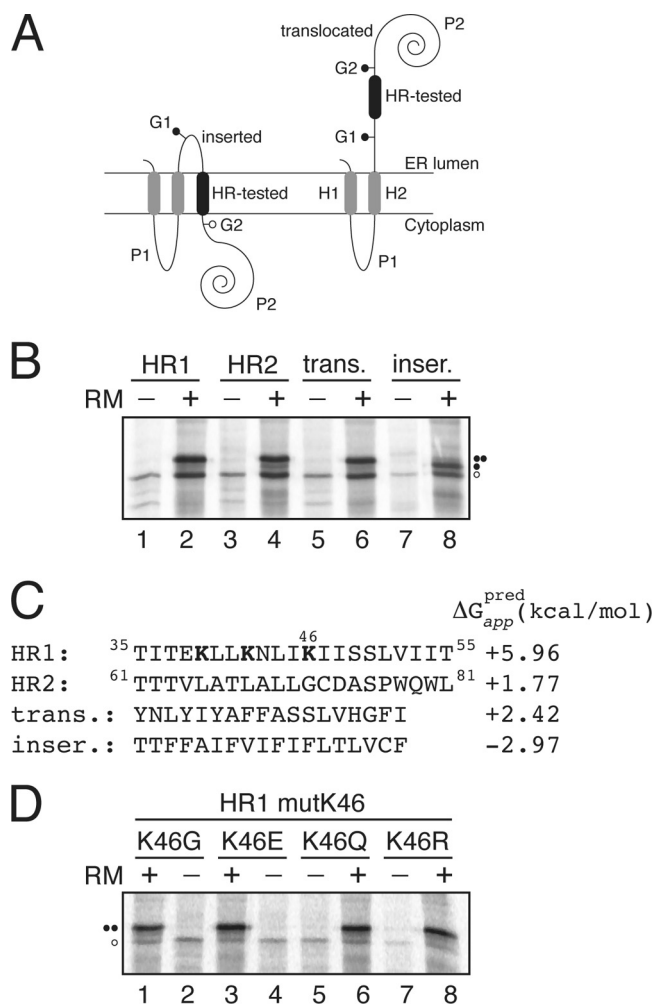 A
translocated
P2
G2
HR-tested
G1
inserted
G1
ER lumen
HR-tested
H1
H2
G2
Cytoplasm
P1
P1
P2
B
HR1 HR2 trans. inser.
RM – + – + – + – +
1 2 3 4 5 6 7 8
C
ΔG app pred (kcal/mol)
HR1: 35 TITEKLLKNLIKIISSLVIIT 55 +5.96
46
HR2: 61 TTTVLATLALLGCDASPWQWL 81 +1.77
trans.: YNLYIYAFFASSLVHGFI +2.42
inser.: TTFFAIFVIFIFLTLVCF −2.97
D
HR1 mutK46
K46G K46E K46Q K46R
RM + – + – – + – +
1 2 3 4 5 6 7 8